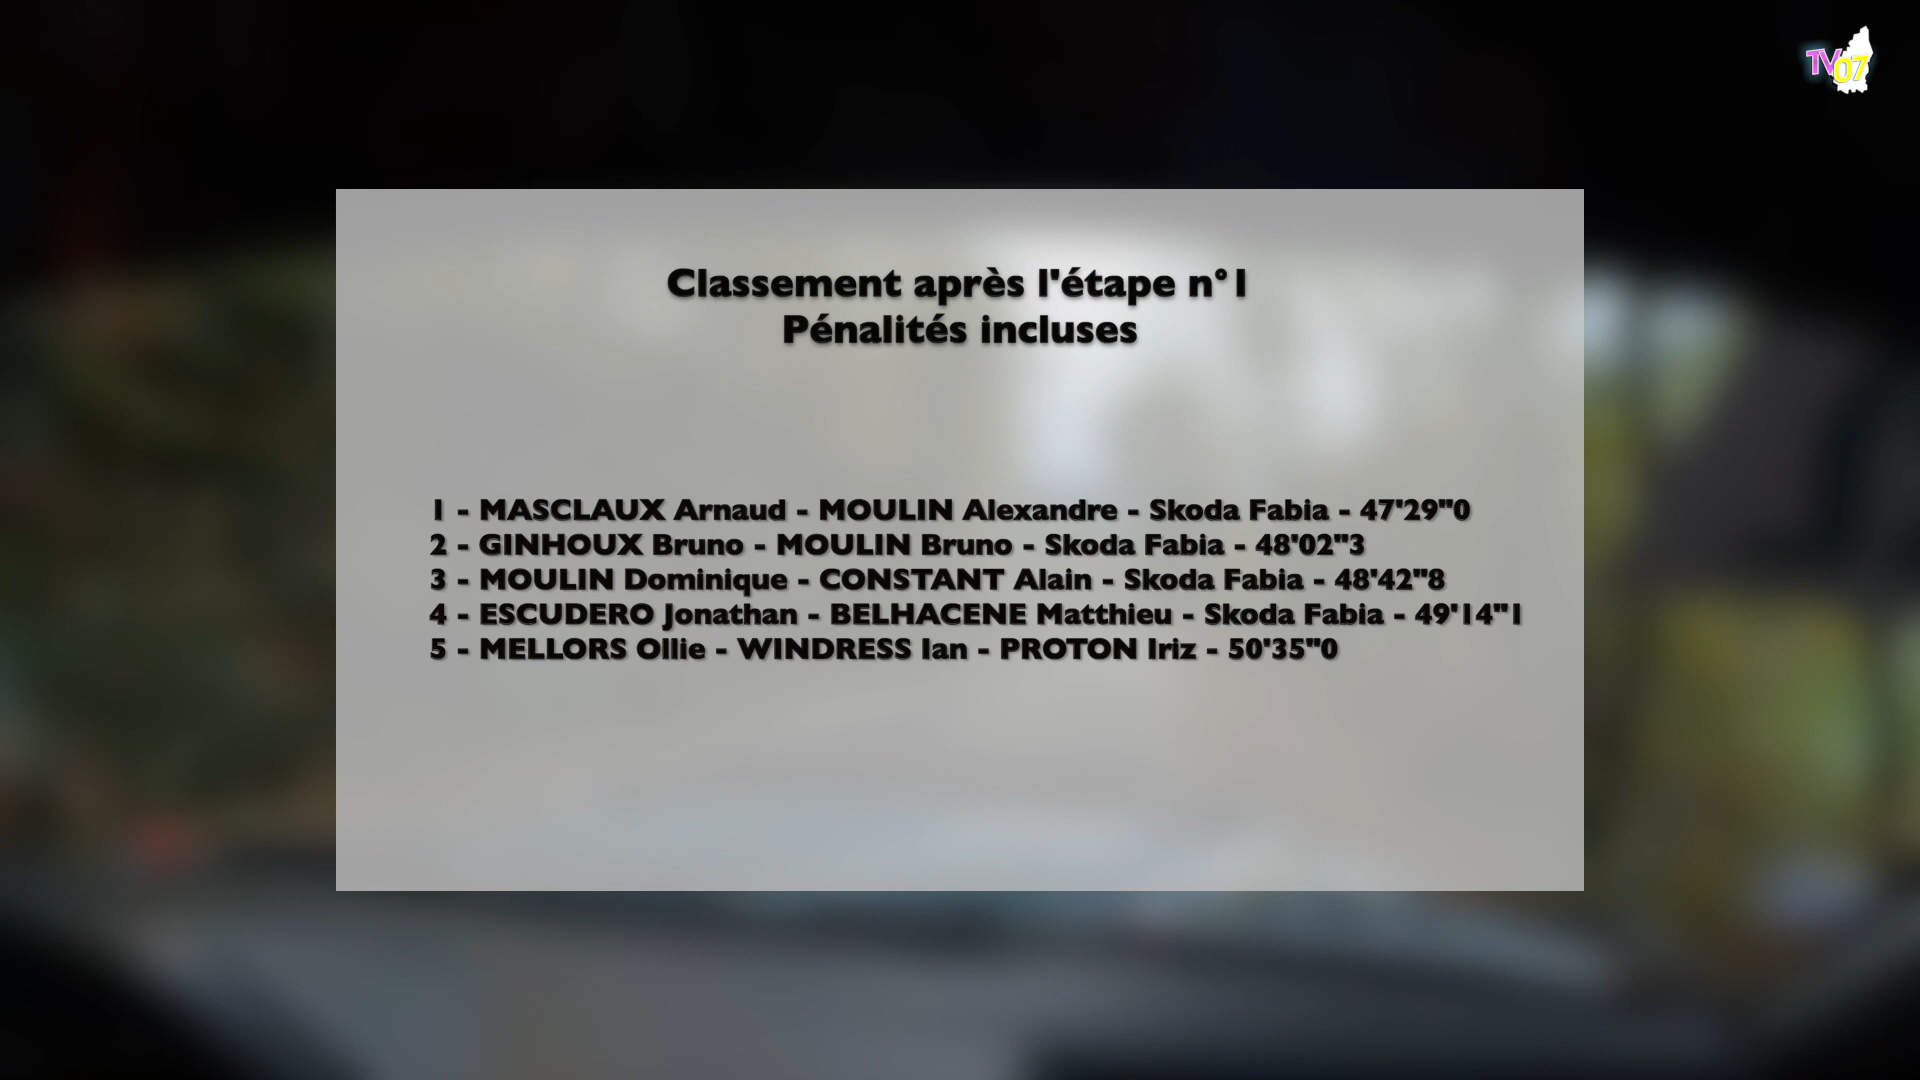 TV07
Classement après l'étape n°1
Pénalités incluses
1 - MASCLAUX Arnaud - MOULIN Alexandre - Skoda Fabia - 47'29"0
2 - GINHOUX Bruno - MOULIN Bruno - Skoda Fabia - 48'02"3
3 - MOULIN Dominique - CONSTANT Alain - Skoda Fabia - 48'42"8
4 - ESCUDERO Jonathan - BELHACENE Matthieu - Skoda Fabia - 49'14"1
5 - MELLORS Ollie - WINDRESS Ian - PROTON Iriz - 50'35"0